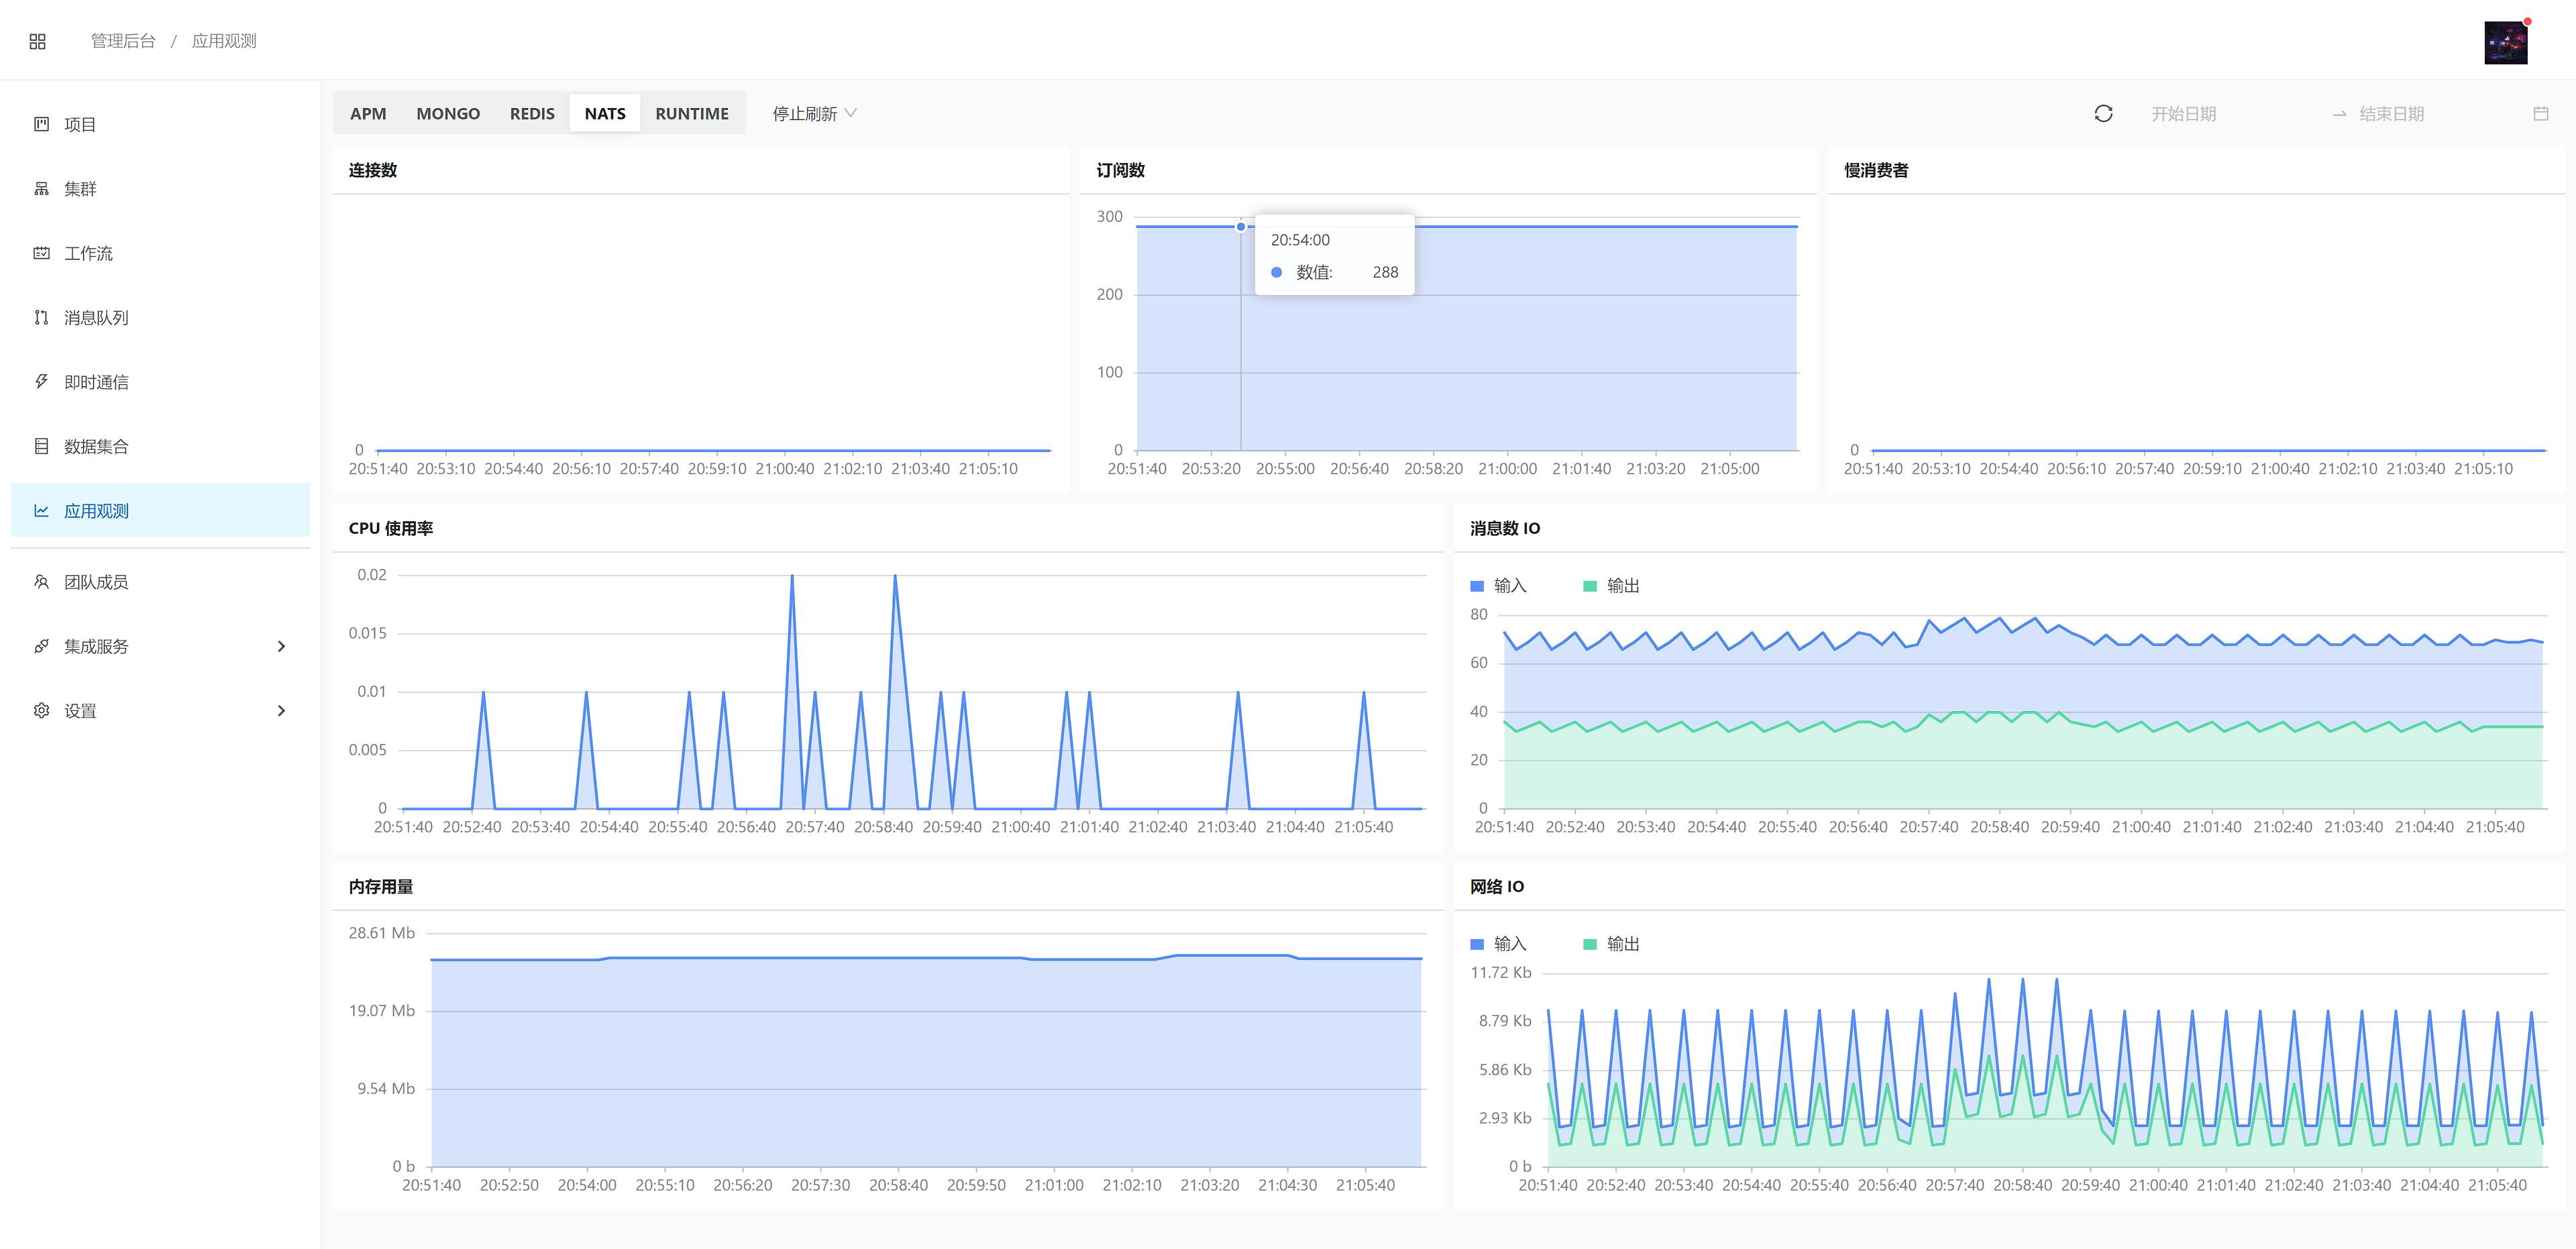 管理后台 / 应用观测
项目
集群
工作流
消息队列
即时通信
数据集合
应用观测
团队成员
集成服务
设置
APM MONGO REDIS NATS RUNTIME 停止刷新
开始日期 → 结束日期
连接数
0
20:51:40 20:53:10 20:54:40 20:56:10 20:57:40 20:59:10 21:00:40 21:02:10 21:03:40 21:05:10
订阅数
300
200
100
0
20:54:00
数值: 288
20:51:40 20:53:20 20:55:00 20:56:40 20:58:20 21:00:00 21:01:40 21:03:20 21:05:00
慢消费者
0
20:51:40 20:53:10 20:54:40 20:56:10 20:57:40 20:59:10 21:00:40 21:02:10 21:03:40 21:05:10
CPU 使用率
0.02
0.015
0.01
0.005
0
20:51:40 20:52:40 20:53:40 20:54:40 20:55:40 20:56:40 20:57:40 20:58:40 20:59:40 21:00:40 21:01:40 21:02:40 21:03:40 21:04:40 21:05:40
消息数 IO
输入 输出
80
60
40
20
0
20:51:40 20:52:40 20:53:40 20:54:40 20:55:40 20:56:40 20:57:40 20:58:40 20:59:40 21:00:40 21:01:40 21:02:40 21:03:40 21:04:40 21:05:40
内存用量
28.61 Mb
19.07 Mb
9.54 Mb
0 b
20:51:40 20:52:50 20:54:00 20:55:10 20:56:20 20:57:30 20:58:40 20:59:50 21:01:00 21:02:10 21:03:20 21:04:30 21:05:40
网络 IO
输入 输出
11.72 Kb
8.79 Kb
5.86 Kb
2.93 Kb
0 b
20:51:40 20:52:40 20:53:40 20:54:40 20:55:40 20:56:40 20:57:40 20:58:40 20:59:40 21:00:40 21:01:40 21:02:40 21:03:40 21:04:40 21:05:40